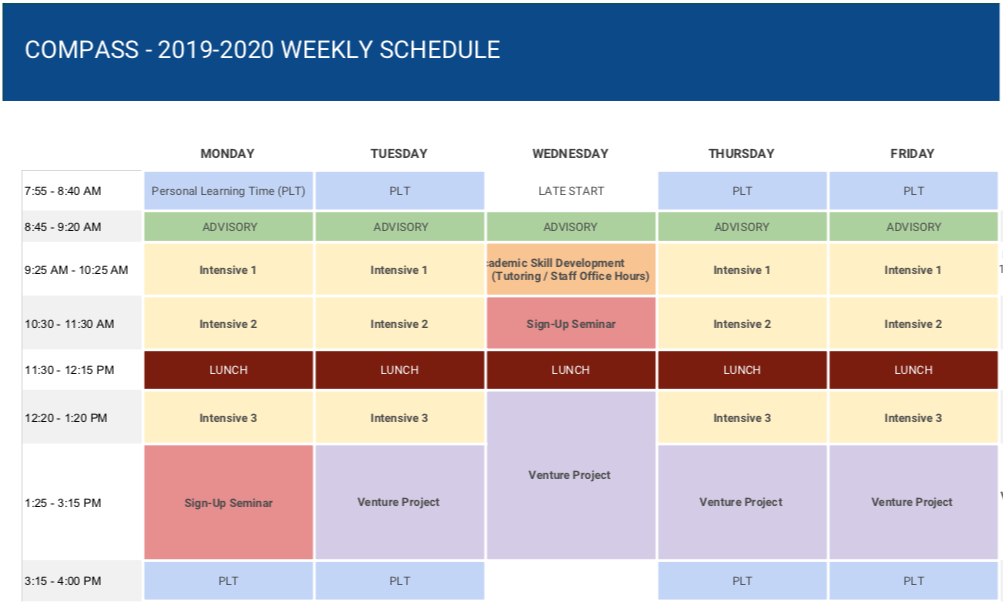 COMPASS - 2019-2020 WEEKLY SCHEDULE
MONDAY TUESDAY WEDNESDAY THURSDAY FRIDAY
7:55 - 8:40 AM Personal Learning Time (PLT) PLT LATE START PLT PLT
8:45 - 9:20 AM ADVISORY ADVISORY ADVISORY ADVISORY ADVISORY
9:25 AM - 10:25 AM Intensive 1 Intensive 1 ademic Skill Development
(Tutoring / Staff Office Hours) Intensive 1 Intensive 1
10:30 - 11:30 AM Intensive 2 Intensive 2 Sign-Up Seminar Intensive 2 Intensive 2
11:30 - 12:15 PM LUNCH LUNCH LUNCH LUNCH LUNCH
12:20 - 1:20 PM Intensive 3 Intensive 3 Intensive 3 Intensive 3
Venture Project
1:25 - 3:15 PM Sign-Up Seminar Venture Project Venture Project Venture Project
3:15 - 4:00 PM PLT PLT PLT PLT